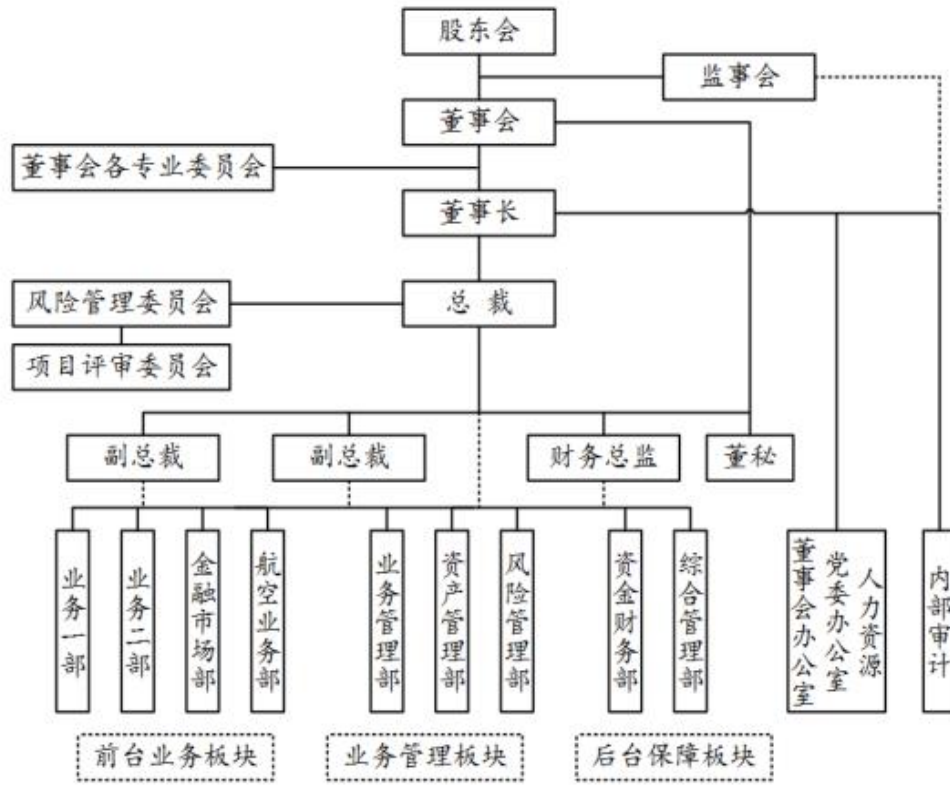 股东会
监事会
董事会
董事会各专业委员会
董事长
总裁
风险管理委员会
项目评审委员会
副总裁
副总裁
财务总监
董秘
业务一部
业务二部
金融市场部
航空业务部
业务管理部
资产管理部
风险管理部
资金财务部
综合管理部
人力资源
党委办公室
董事会办公室
内部审计
前台业务板块
业务管理板块
后台保障板块